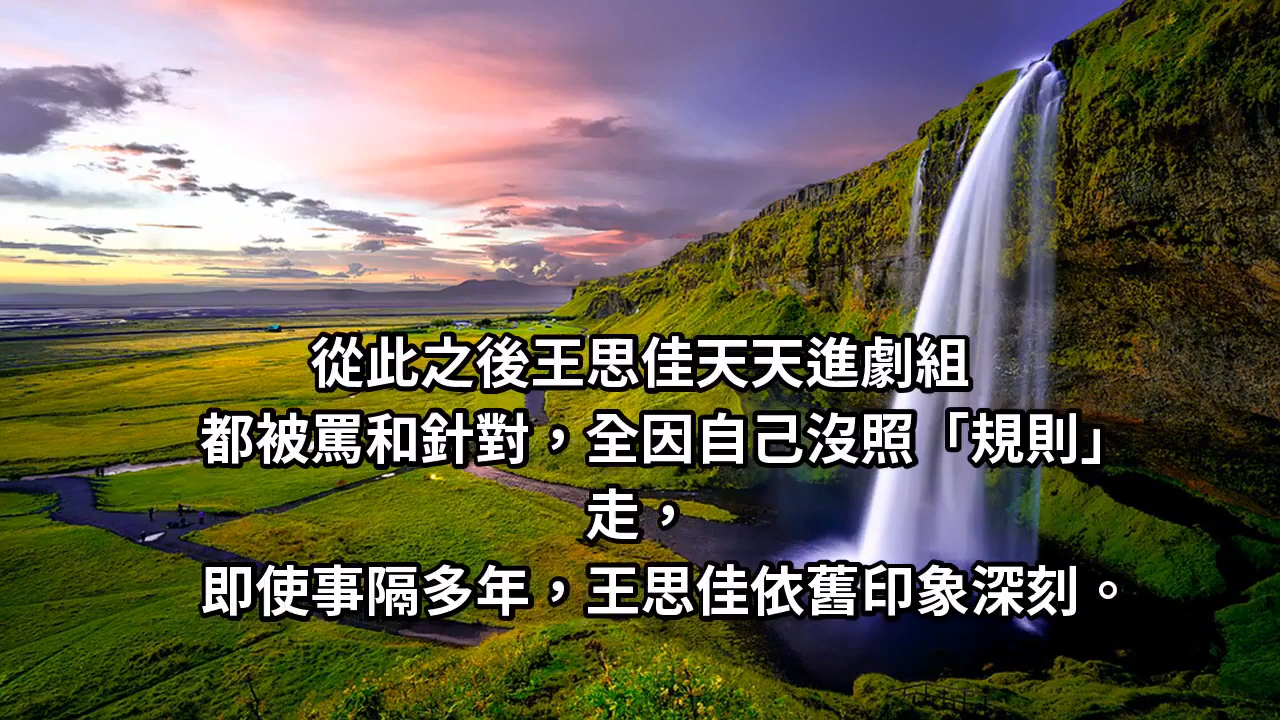 從此之後王思佳天天進劇組
都被罵和針對，全因自己沒照「規則」
走，
即使事隔多年，王思佳依舊印象深刻。